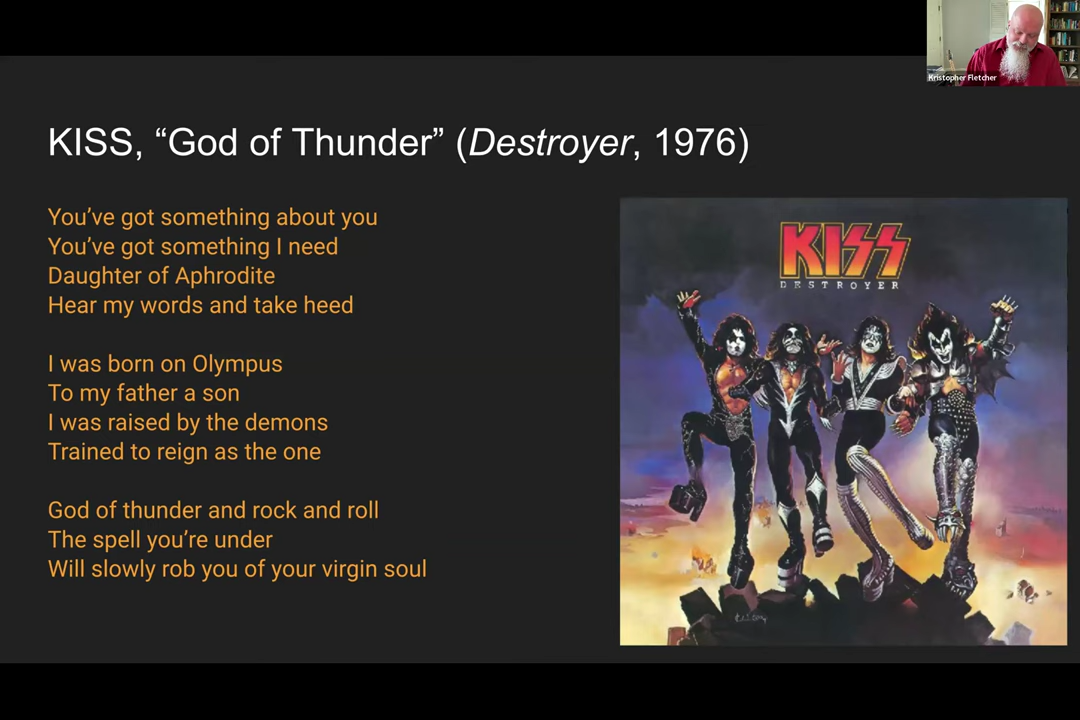 Kristopher Fletcher
KISS, “God of Thunder” (Destroyer, 1976)
You’ve got something about you
You’ve got something I need
Daughter of Aphrodite
Hear my words and take heed
I was born on Olympus
To my father a son
I was raised by the demons
Trained to reign as the one
God of thunder and rock and roll
The spell you’re under
Will slowly rob you of your virgin soul
KISS
DESTROYER